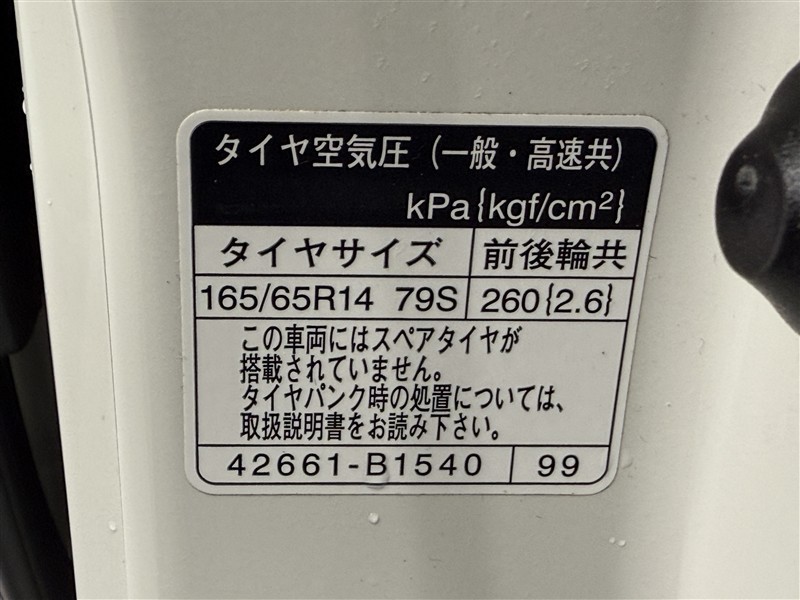 タイヤ空気圧（一般・高速共）
kPa{kgf/cm²}
タイヤサイズ 前後輪共
165/65R14 79S 260{2.6}
この車両にはスペアタイヤが
搭載されていません。
タイヤパンク時の処置については、
取扱説明書をお読み下さい。
42661-B1540 99